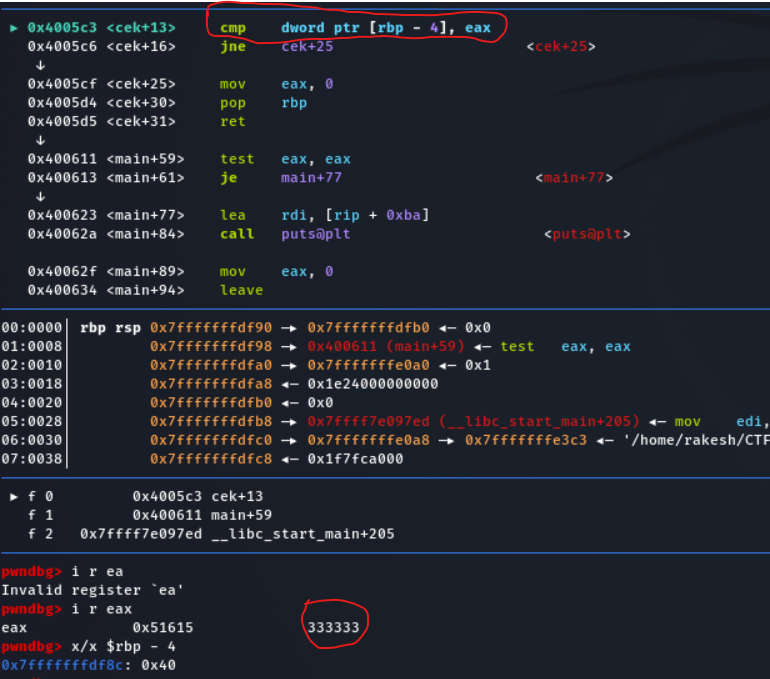 ► 0x4005c3 <cek+13> cmp dword ptr [rbp - 4], eax
0x4005c6 <cek+16> jne cek+25 <cek+25>
↓
0x4005cf <cek+25> mov eax, 0
0x4005d4 <cek+30> pop rbp
0x4005d5 <cek+31> ret
↓
0x400611 <main+59> test eax, eax
0x400613 <main+61> je main+77 <main+77>
↓
0x400623 <main+77> lea rdi, [rip + 0xba]
0x40062a <main+84> call puts@plt <puts@plt>
0x40062f <main+89> mov eax, 0
0x400634 <main+94> leave
00:0000│ rbp rsp 0x7fffffffdf90 —▸ 0x7fffffffdfb0 ◂— 0x0
01:0008│ 0x7fffffffdf98 —▸ 0x400611 (main+59) ◂— test eax, eax
02:0010│ 0x7fffffffdfa0 —▸ 0x7fffffffe0a0 ◂— 0x1
03:0018│ 0x7fffffffdfa8 ◂— 0x1e24000000000
04:0020│ 0x7fffffffdfb0 ◂— 0x0
05:0028│ 0x7fffffffdfb8 —▸ 0x7ffff7e097ed (__libc_start_main+205) ◂— mov edi,
06:0030│ 0x7fffffffdfc0 —▸ 0x7fffffffe0a8 —▸ 0x7fffffffe3c3 ◂— '/home/rakesh/CTF
07:0038│ 0x7fffffffdfc8 ◂— 0x1f7fca000
► f 0 0x4005c3 cek+13
f 1 0x400611 main+59
f 2 0x7ffff7e097ed __libc_start_main+205
pwndbg> i r ea
Invalid register `ea'
pwndbg> i r eax
eax 0x51615 333333
pwndbg> x/x $rbp - 4
0x7fffffffdf8c: 0x40